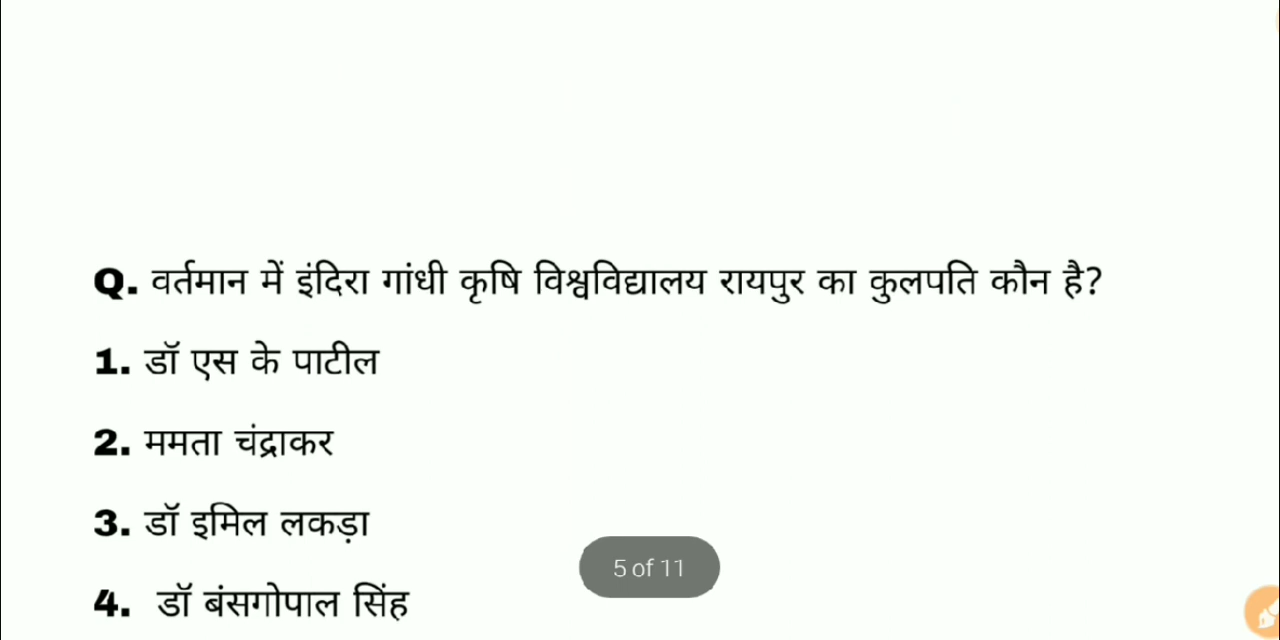 Q. वर्तमान में इंदिरा गांधी कृषि विश्वविद्यालय रायपुर का कुलपति कौन है?
1. डॉ एस के पाटील
2. ममता चंद्राकर
3. डॉ इमिल लकड़ा
5 of 11
4. डॉ बंसगोपाल सिंह